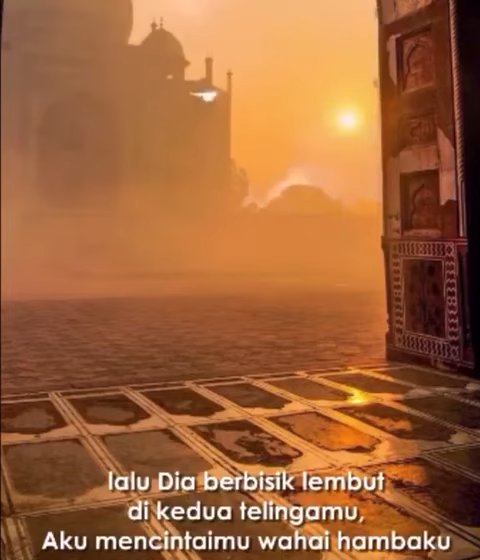 lalu Dia berbisik lembut
di kedua telingamu,
Aku mencintaimu wahai hambaku